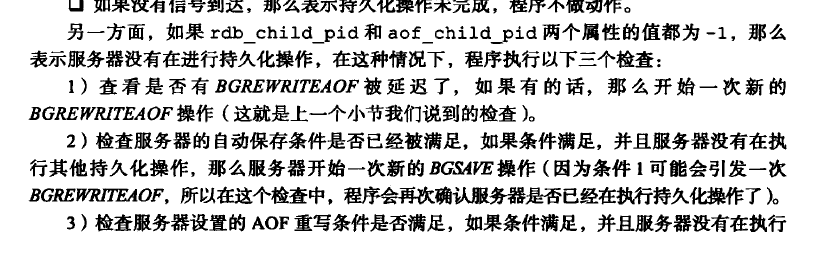 ❑ 如果没有信号到达，那么表示持久化操作未完成，程序不做动作。
另一方面，如果 rdb_child_pid 和 aof_child_pid 两个属性的值都为 -1，那么
表示服务器没有在进行持久化操作，在这种情况下，程序执行以下三个检查：
1）查看是否有 BGREWRITEAOF 被延迟了，如果有的话，那么开始一次新的
BGREWRITEAOF 操作（这就是上一个小节我们说到的检查）。
2）检查服务器的自动保存条件是否已经被满足，如果条件满足，并且服务器没有在执
行其他持久化操作，那么服务器开始一次新的 BGSAVE 操作（因为条件 1 可能会引发一次
BGREWRITEAOF，所以在这个检查中，程序会再次确认服务器是否已经在执行持久化操作了）。
3）检查服务器设置的 AOF 重写条件是否满足，如果条件满足，并且服务器没有在执行